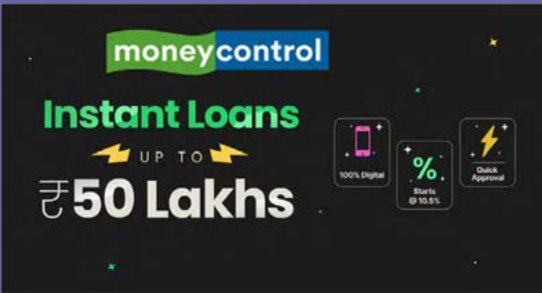 moneycontrol
Instant Loans
UP TO
₹50 Lakhs
100% Digital
%
Starts
@ 10.5%
Quick
Approval